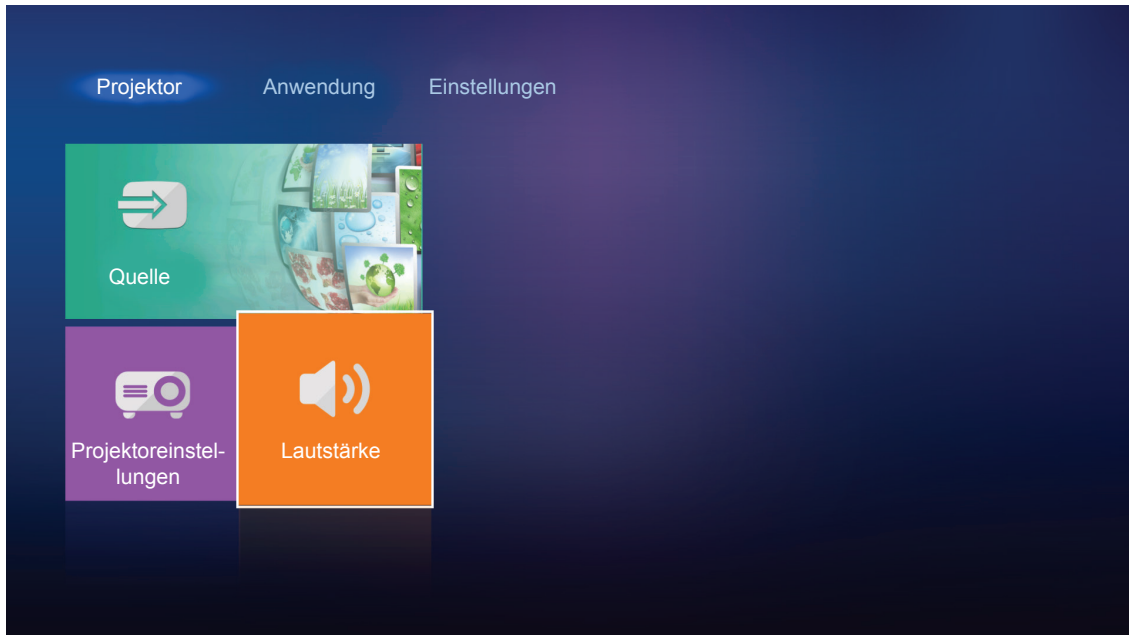 Projektor Anwendung Einstellungen
Quelle
Projektoreinstel-
lungen
Lautstärke